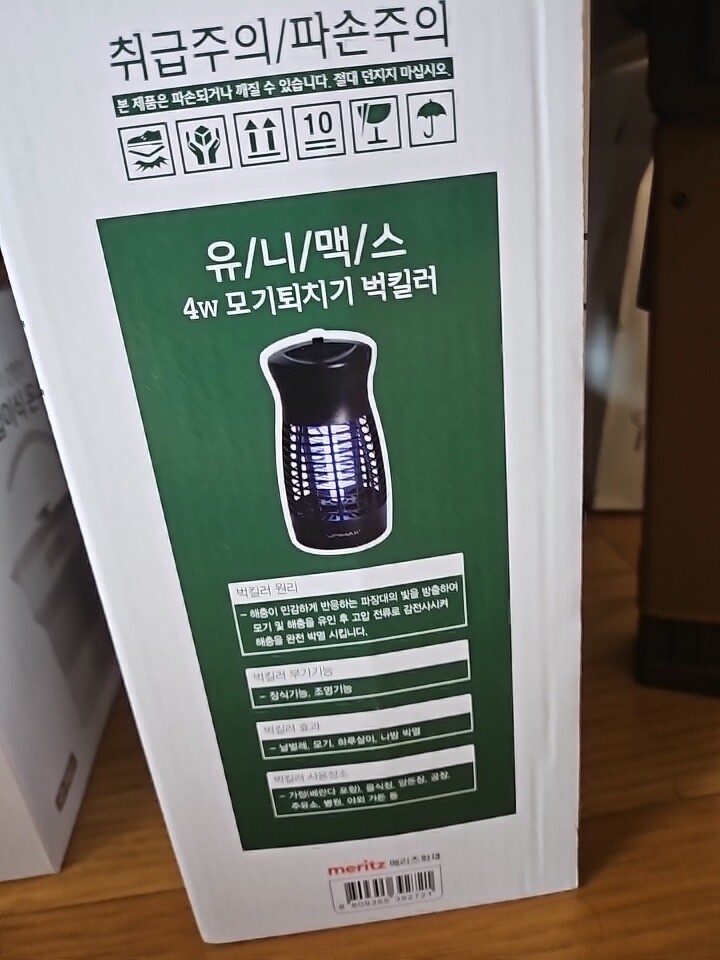 취급주의/파손주의
본 제품은 파손되거나 깨질 수 있습니다. 절대 던지지 마십시오.
10
유/니/맥/스
4w 모기퇴치기 벅킬러
UNIMAX
벅킬러 원리
- 해충이 민감하게 반응하는 파장대의 빛을 방출하여
모기 및 해충을 유인 후 고압 전류로 감전사시켜
해충을 완전 박멸 시킵니다.
벅킬러 부가기능
- 장식기능, 조명기능
벅킬러 효과
- 날벌레, 모기, 하루살이, 나방 박멸
벅킬러 사용장소
- 가정(베란다 포함), 음식점, 양돈장, 공장,
주유소, 병원, 야외 가든 등
meritz 메리츠화재
8 809355 392721